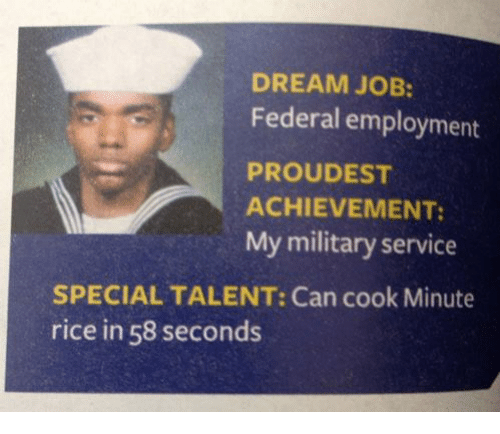 DREAM JOB:
Federal employment
PROUDEST
ACHIEVEMENT:
My military service
SPECIAL TALENT: Can cook Minute
rice in 58 seconds